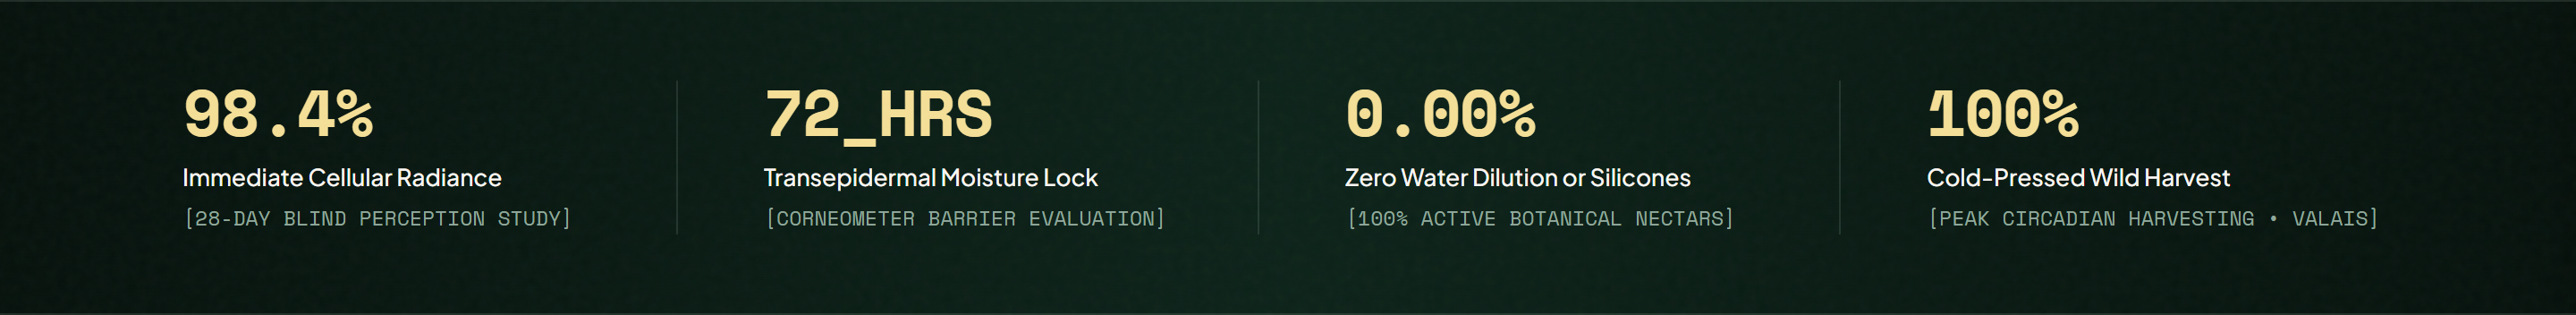 98.4%
Immediate Cellular Radiance
[28-DAY BLIND PERCEPTION STUDY]
72_HRS
Transepidermal Moisture Lock
[CORNEOMETER BARRIER EVALUATION]
0.00%
Zero Water Dilution or Silicones
[100% ACTIVE BOTANICAL NECTARS]
100%
Cold-Pressed Wild Harvest
[PEAK CIRCADIAN HARVESTING • VALAIS]